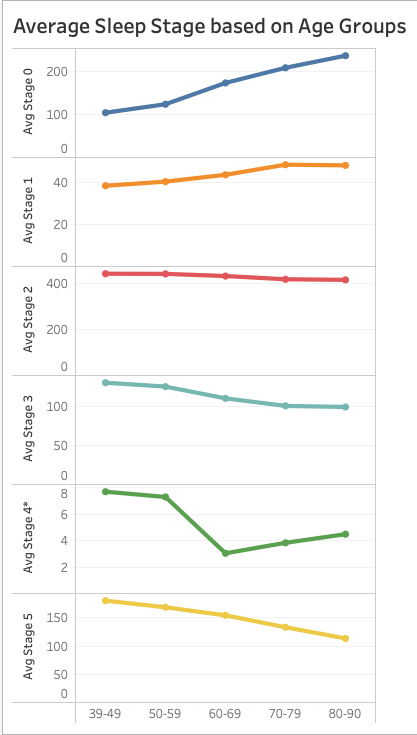 Average Sleep Stage based on Age Groups
Avg Stage 0
200
100
0
Avg Stage 1
40
20
0
Avg Stage 2
400
200
0
Avg Stage 3
100
50
0
Avg Stage 4*
8
6
4
2
Avg Stage 5
150
100
50
0
39-49 50-59 60-69 70-79 80-90